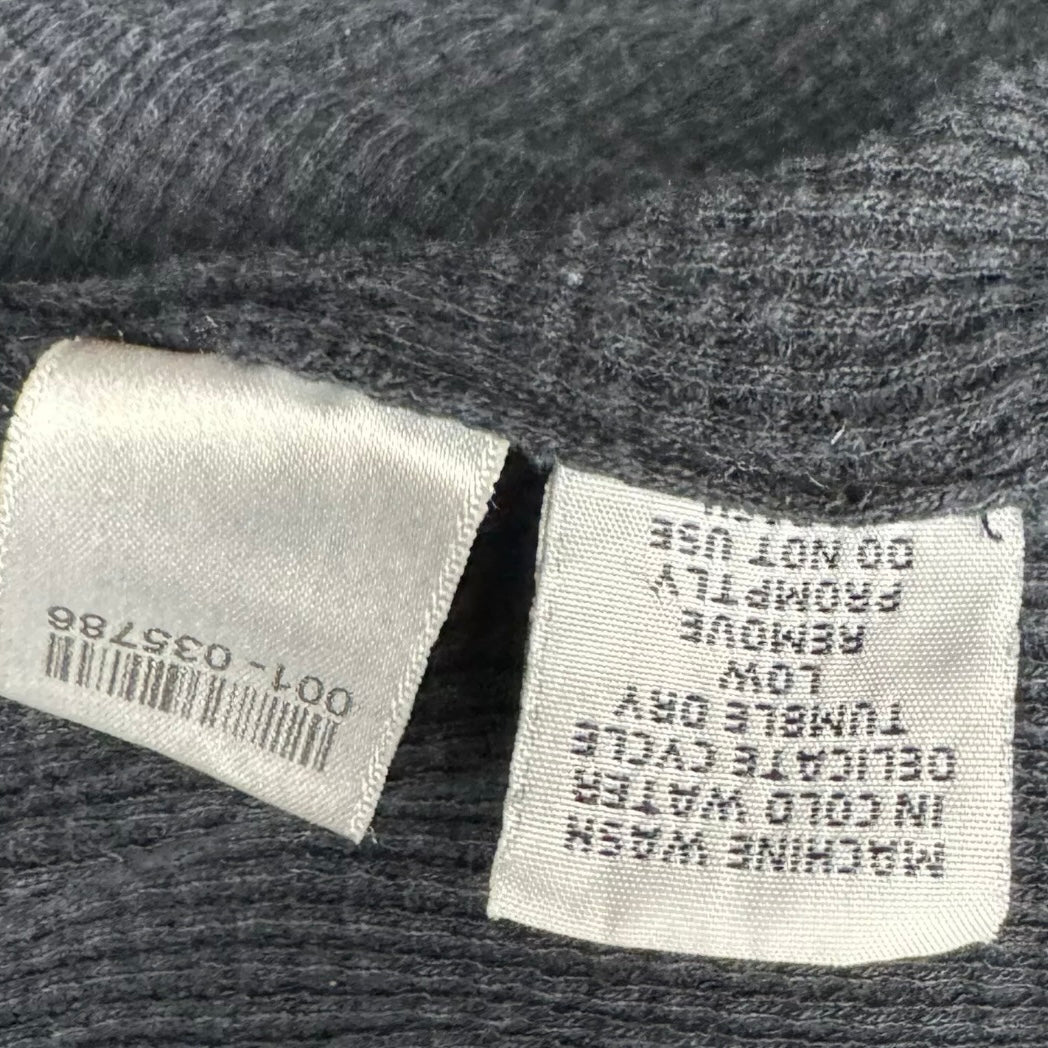 MACHINE WASH
IN COLD WATER
DELICATE CYCLE
TUMBLE DRY
LOW
REMOVE
PROMPTLY
DO NOT USE
001-035786